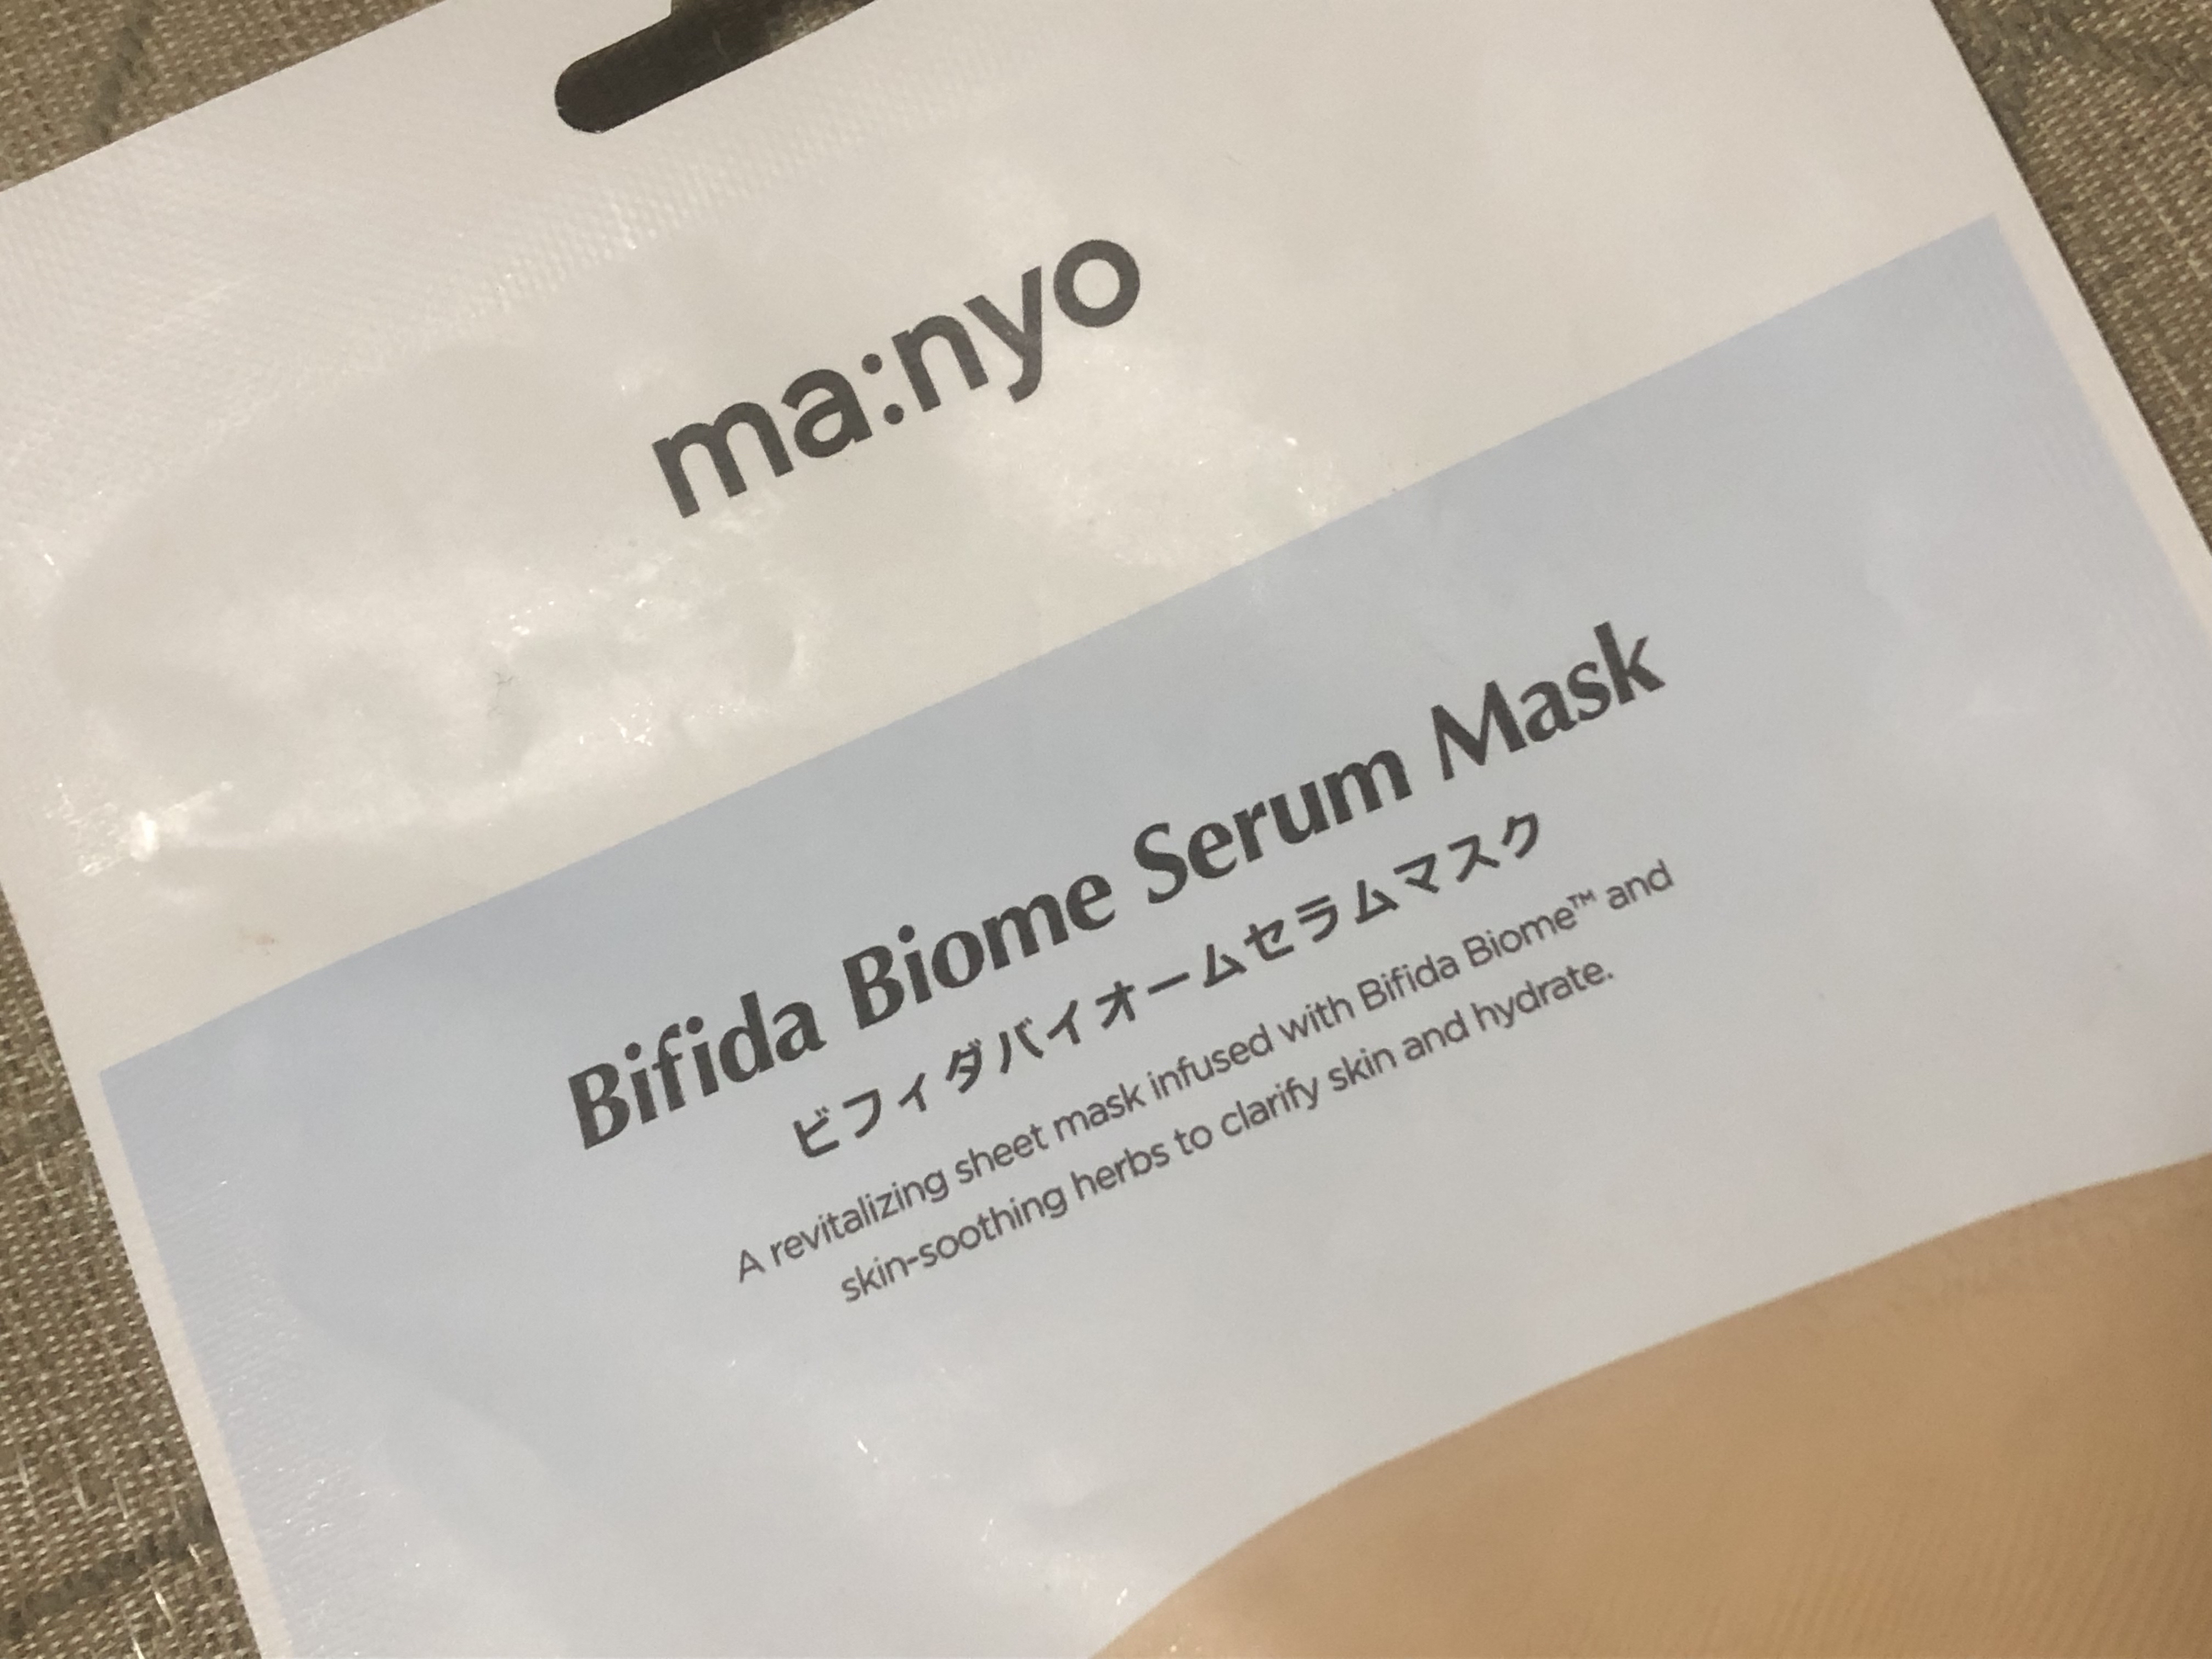 ma:nyo
Bifida Biome Serum Mask
ビフィダバイオームセラムマスク
A revitalizing sheet mask infused with Bifida Biome™ and
skin-soothing herbs to clarify skin and hydrate.